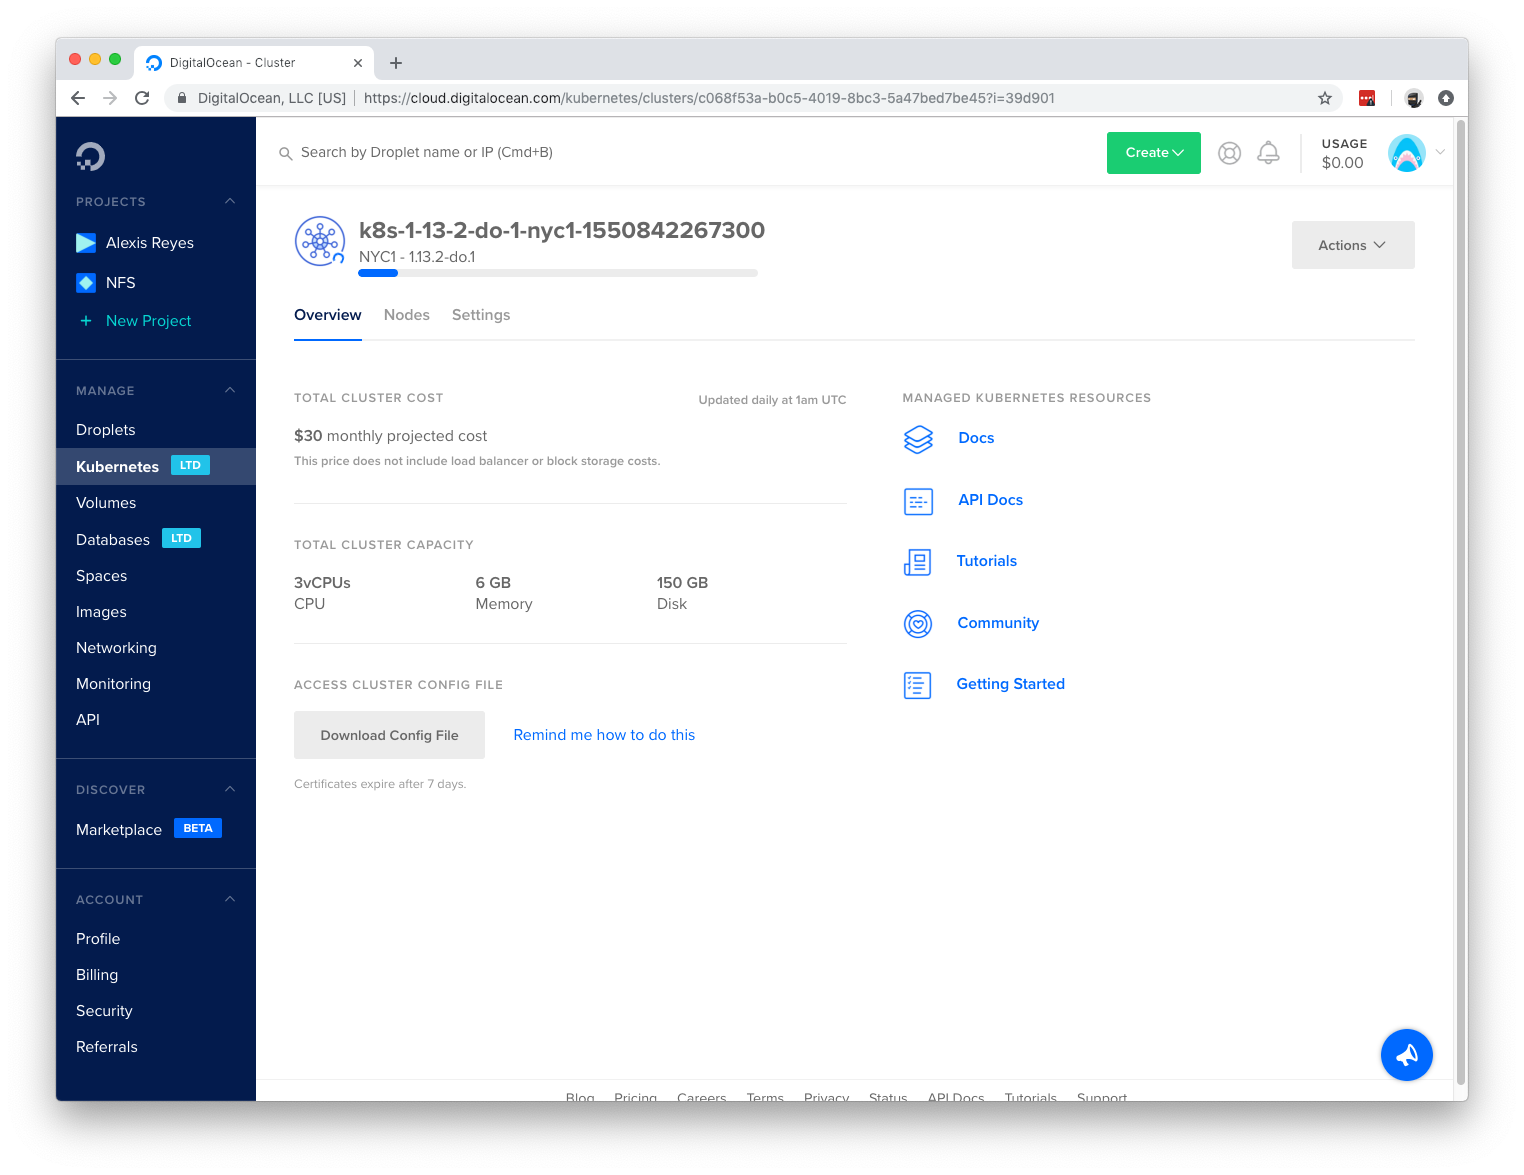 DigitalOcean - Cluster
DigitalOcean, LLC [US] | https://cloud.digitalocean.com/kubernetes/clusters/c068f53a-b0c5-4019-8bc3-5a47bed7be45?i=39d901
Search by Droplet name or IP (Cmd+B)
Create
USAGE
$0.00
PROJECTS
Alexis Reyes
NFS
+ New Project
MANAGE
Droplets
Kubernetes LTD
Volumes
Databases LTD
Spaces
Images
Networking
Monitoring
API
DISCOVER
Marketplace BETA
ACCOUNT
Profile
Billing
Security
Referrals
k8s-1-13-2-do-1-nyc1-1550842267300
NYC1 - 1.13.2-do.1
Actions
Overview Nodes Settings
TOTAL CLUSTER COST
Updated daily at 1am UTC
$30 monthly projected cost
This price does not include load balancer or block storage costs.
TOTAL CLUSTER CAPACITY
3vCPUs 6 GB 150 GB
CPU Memory Disk
ACCESS CLUSTER CONFIG FILE
Download Config File Remind me how to do this
Certificates expire after 7 days.
MANAGED KUBERNETES RESOURCES
Docs
API Docs
Tutorials
Community
Getting Started
Blog Pricing Careers Terms Privacy Status API Docs Tutorials Support